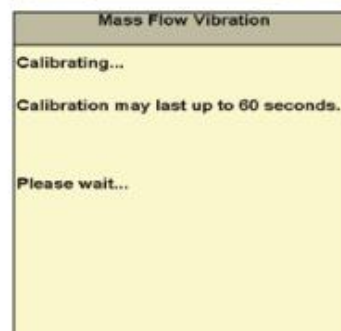 Mass Flow Vibration
Calibrating...
Calibration may last up to 60 seconds.
Please wait...